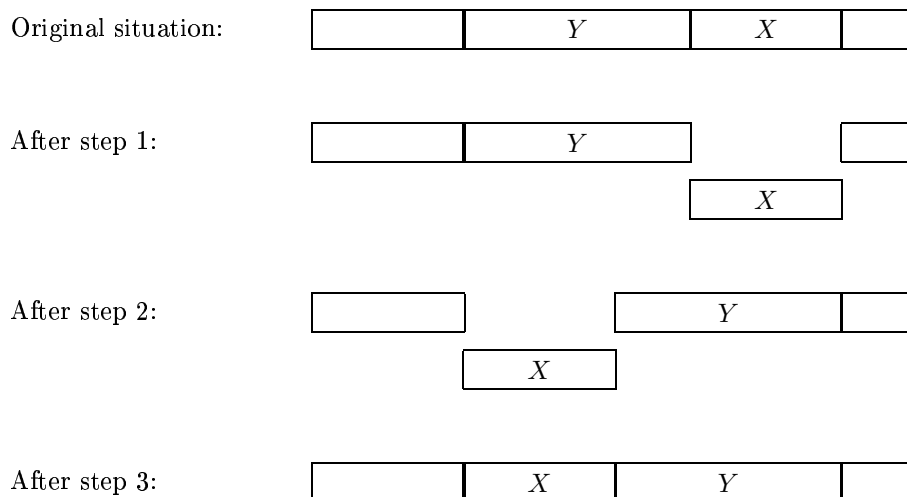 Original situation: Y X
After step 1: Y
X
After step 2: Y
X
After step 3: X Y